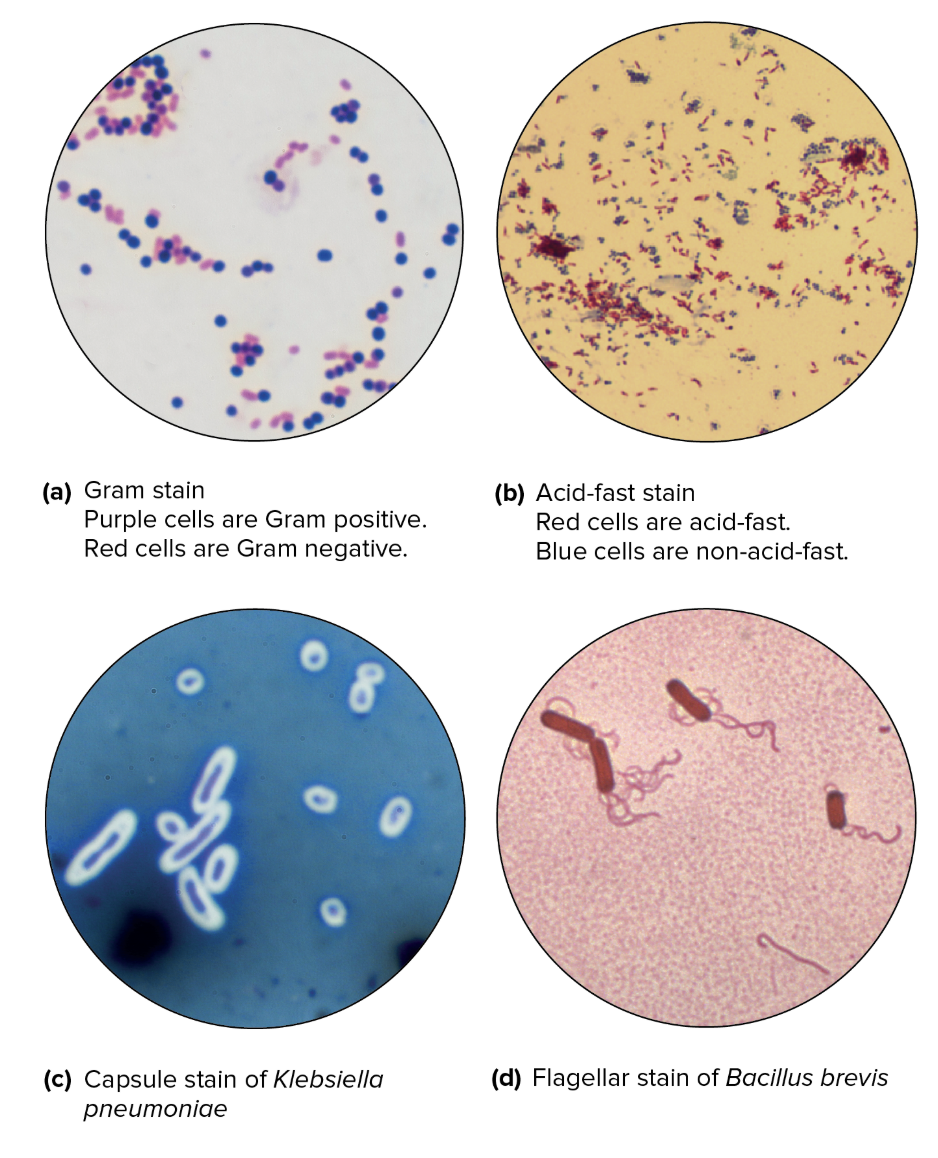 (a) Gram stain
Purple cells are Gram positive.
Red cells are Gram negative.
(b) Acid-fast stain
Red cells are acid-fast.
Blue cells are non-acid-fast.
(c) Capsule stain of Klebsiella
pneumoniae
(d) Flagellar stain of Bacillus brevis